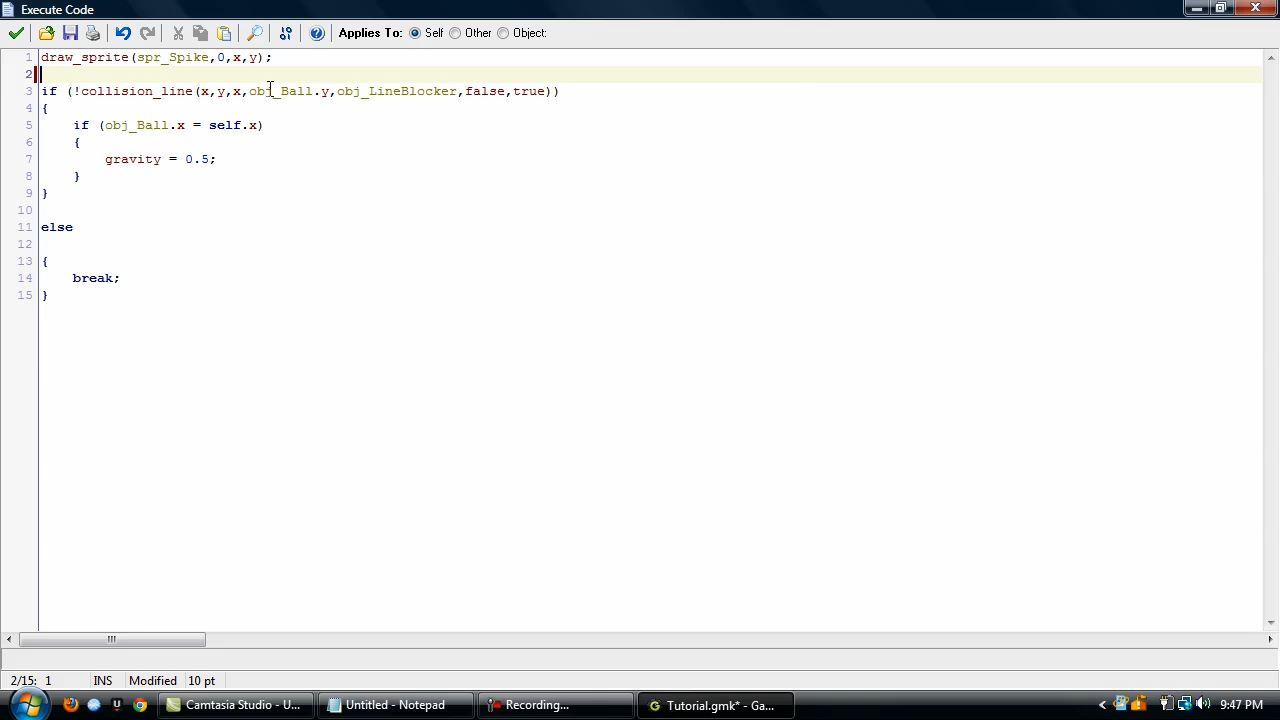 Execute Code
Applies To: Self Other Object:
1 draw_sprite(spr_Spike,0,x,y);
2
3 if (!collision_line(x,y,x,obj_Ball.y,obj_LineBlocker,false,true))
4 {
5 if (obj_Ball.x = self.x)
6 {
7 gravity = 0.5;
8 }
9 }
10
11 else
12
13 {
14 break;
15 }
2/15: 1 INS Modified 10 pt
Camtasia Studio - U... Untitled - Notepad Recording... Tutorial.gmk* - Ga... 9:47 PM